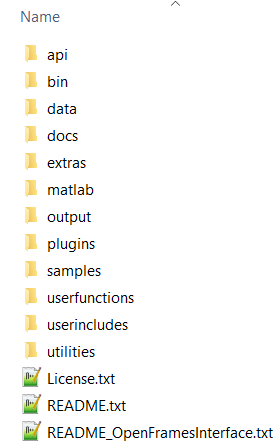 Name
api
bin
data
docs
extras
matlab
output
plugins
samples
userfunctions
userincludes
utilities
License.txt
README.txt
README_OpenFramesInterface.txt